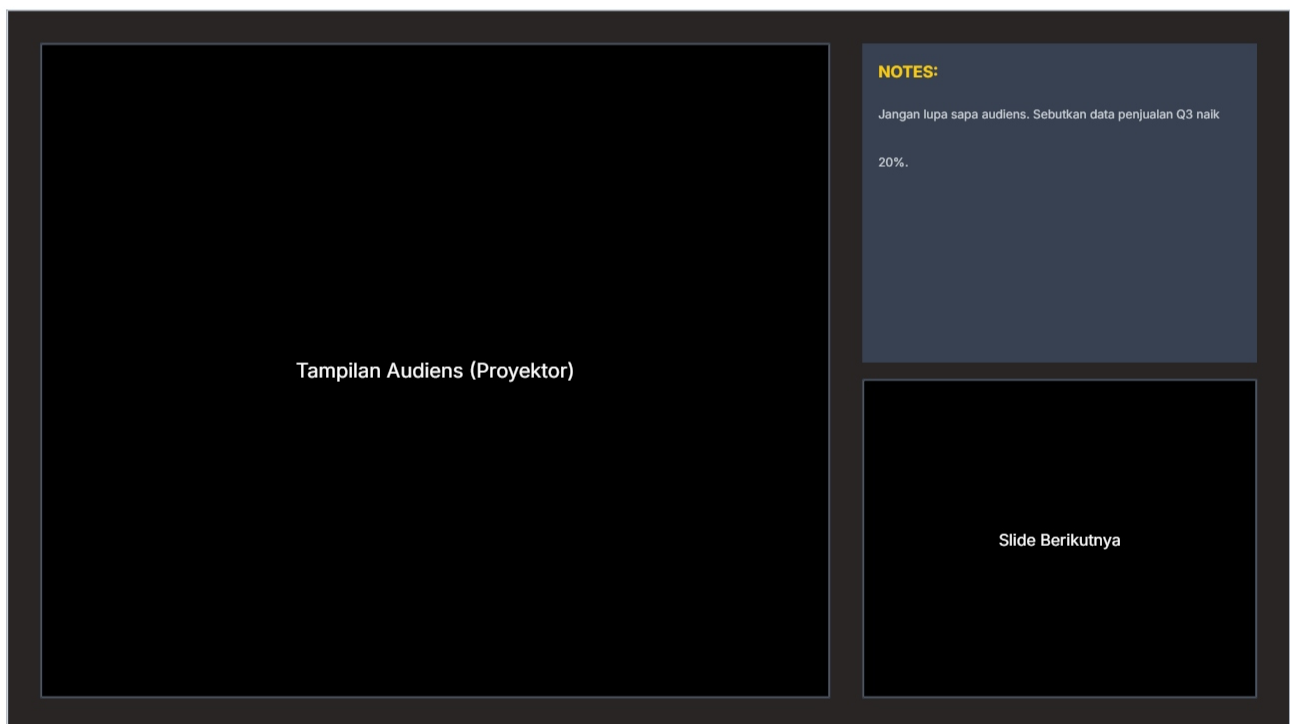 Tampilan Audiens (Proyektor)
NOTES:
Jangan lupa sapa audiens. Sebutkan data penjualan Q3 naik
20%.
Slide Berikutnya